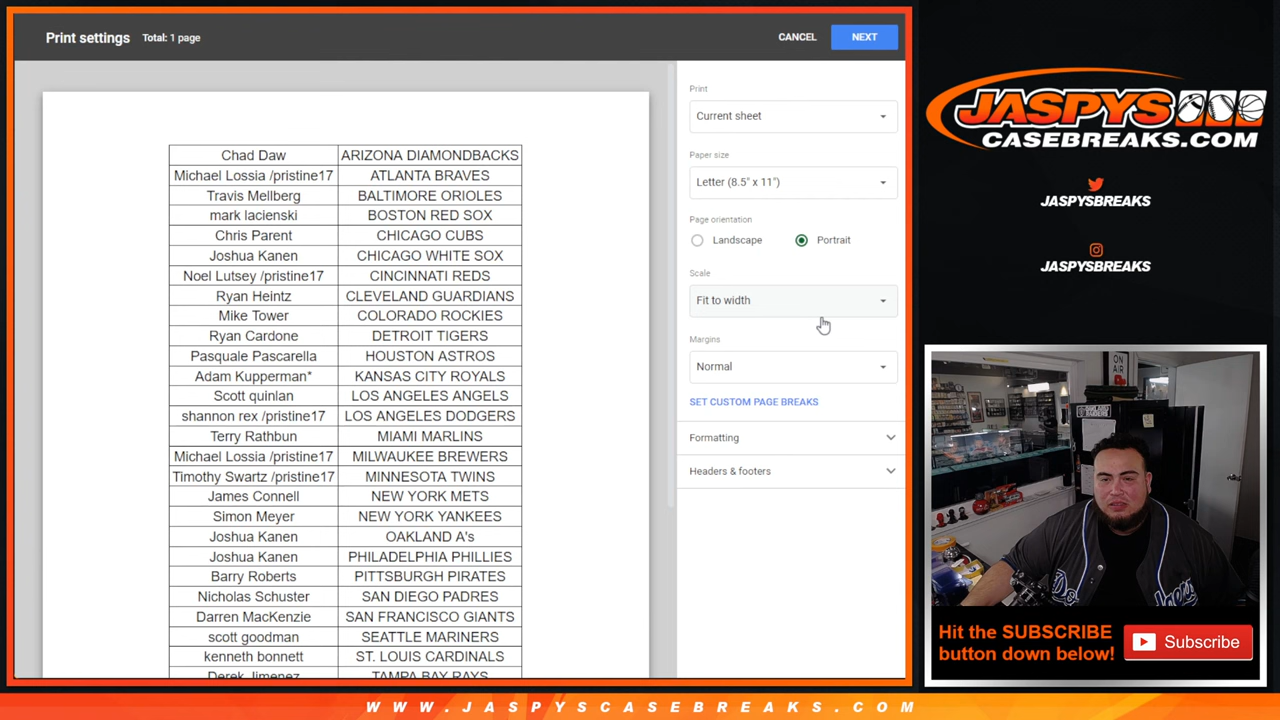 Print settings Total: 1 page CANCEL NEXT
Chad Daw ARIZONA DIAMONDBACKS
Michael Lossia /pristine17 ATLANTA BRAVES
Travis Mellberg BALTIMORE ORIOLES
mark lacienski BOSTON RED SOX
Chris Parent CHICAGO CUBS
Joshua Kanen CHICAGO WHITE SOX
Noel Lutsey /pristine17 CINCINNATI REDS
Ryan Heintz CLEVELAND GUARDIANS
Mike Tower COLORADO ROCKIES
Ryan Cardone DETROIT TIGERS
Pasquale Pascarella HOUSTON ASTROS
Adam Kupperman* KANSAS CITY ROYALS
Scott quinlan LOS ANGELES ANGELS
shannon rex /pristine17 LOS ANGELES DODGERS
Terry Rathbun MIAMI MARLINS
Michael Lossia /pristine17 MILWAUKEE BREWERS
Timothy Swartz /pristine17 MINNESOTA TWINS
James Connell NEW YORK METS
Simon Meyer NEW YORK YANKEES
Joshua Kanen OAKLAND A's
Joshua Kanen PHILADELPHIA PHILLIES
Barry Roberts PITTSBURGH PIRATES
Nicholas Schuster SAN DIEGO PADRES
Darren MacKenzie SAN FRANCISCO GIANTS
scott goodman SEATTLE MARINERS
kenneth bonnett ST. LOUIS CARDINALS
Derek Jimenez TAMPA BAY RAYS
Print
Current sheet
Paper size
Letter (8.5" x 11")
Page orientation
Landscape Portrait
Scale
Fit to width
Margins
Normal
SET CUSTOM PAGE BREAKS
Formatting
Headers & footers
JASPYS
CASEBREAKS.COM
JASPYSBREAKS
JASPYSBREAKS
ON
AIR
Hit the SUBSCRIBE
button down below!
Subscribe
WWW.JASPYSCASEBREAKS.COM